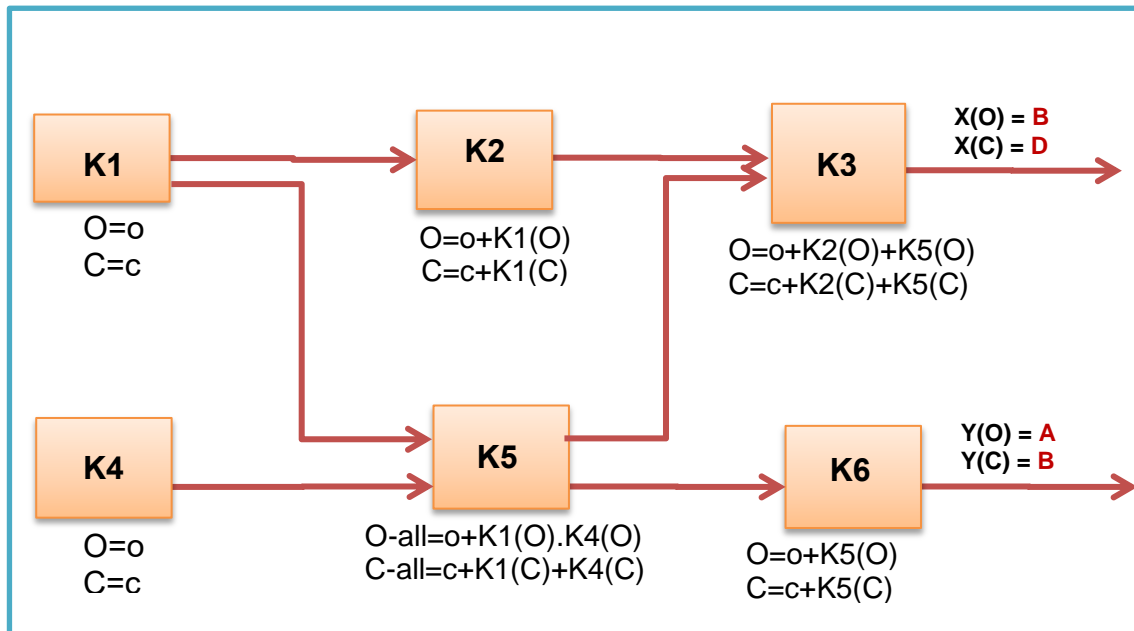 K1
O=o
C=c
K2
O=o+K1(O)
C=c+K1(C)
K3
O=o+K2(O)+K5(O)
C=c+K2(C)+K5(C)
X(O) = B
X(C) = D
K4
O=o
C=c
K5
O-all=o+K1(O).K4(O)
C-all=c+K1(C)+K4(C)
K6
O=o+K5(O)
C=c+K5(C)
Y(O) = A
Y(C) = B